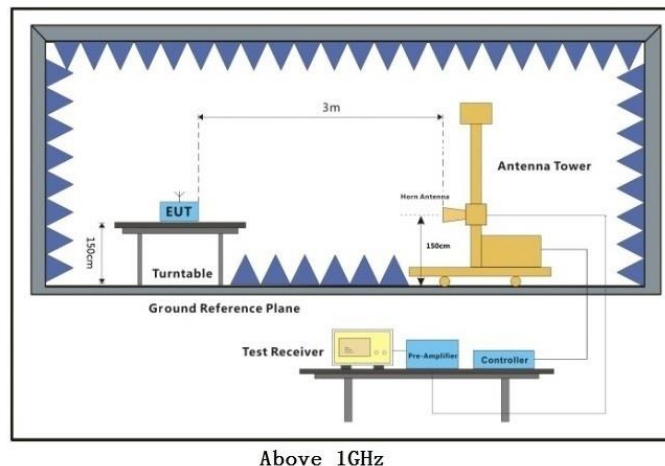 3m
Antenna Tower
Horn Antenna
EUT
150cm
150cm
Turntable
Ground Reference Plane
Test Receiver
Pre-Amplifier
Controller
Above 1GHz